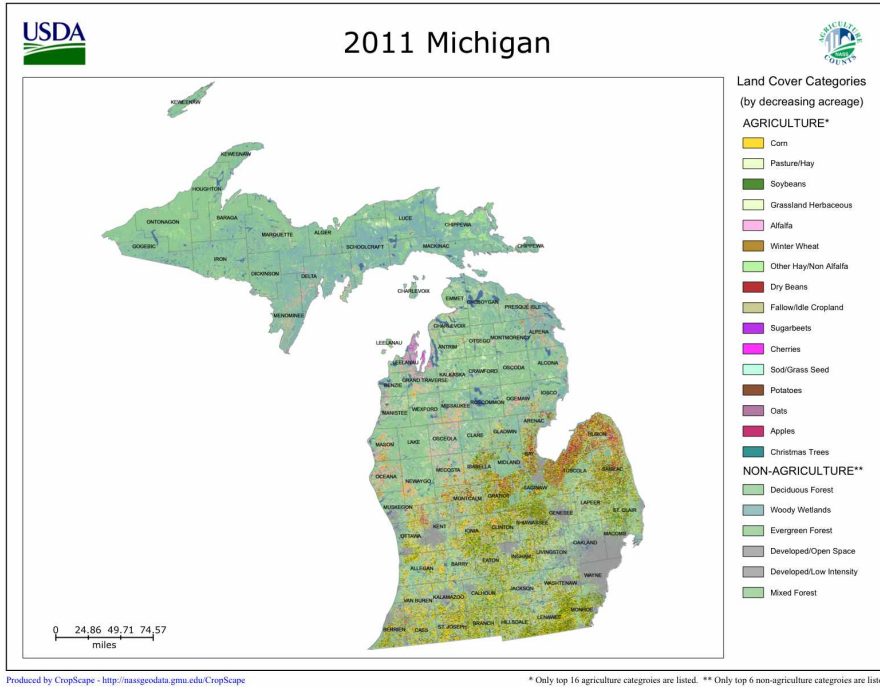 USDA
2011 Michigan
AGRICULTURE
COUNTS
KEWEENAW
KEWEENAW
HOUGHTON
ONTONAGON
BARAGA
LUCE
GOGEBIC
MARQUETTE
ALGER
CHIPPEWA
SCHOOLCRAFT
MACKINAC
CHIPPEWA
IRON
DICKINSON
DELTA
CHARLEVOIX
MENOMINEE
EMMET
CHEBOYGAN
PRESQUE ISLE
CHARLEVOIX
LEELANAU
ANTRIM
OTSEGO
MONTMORENCY
ALPENA
LEELANAU
GRAND TRAVERSE
KALKASKA
CRAWFORD
OSCODA
ALCONA
BENZIE
MANISTEE
WEXFORD
MISSAUKEE
ROSCOMMON
OGEMAW
IOSCO
ARENAC
MASON
LAKE
OSCEOLA
CLARE
GLADWIN
HURON
BAY
OCEANA
NEWAYGO
MECOSTA
ISABELLA
MIDLAND
TUSCOLA
SANILAC
SAGINAW
MUSKEGON
MONTCALM
GRATIOT
LAPEER
ST. CLAIR
GENESEE
OTTAWA
KENT
IONIA
CLINTON
SHIAWASSEE
MACOMB
OAKLAND
ALLEGAN
BARRY
EATON
INGHAM
LIVINGSTON
WAYNE
VAN BUREN
KALAMAZOO
CALHOUN
JACKSON
WASHTENAW
BERRIEN
CASS
ST. JOSEPH
BRANCH
HILLSDALE
LENAWEE
MONROE
0 24.86 49.71 74.57
miles
Land Cover Categories
(by decreasing acreage)
AGRICULTURE*
Corn
Pasture/Hay
Soybeans
Grassland Herbaceous
Alfalfa
Winter Wheat
Other Hay/Non Alfalfa
Dry Beans
Fallow/Idle Cropland
Sugarbeets
Cherries
Sod/Grass Seed
Potatoes
Oats
Apples
Christmas Trees
NON-AGRICULTURE**
Deciduous Forest
Woody Wetlands
Evergreen Forest
Developed/Open Space
Developed/Low Intensity
Mixed Forest
Produced by CropScape - http://nassgeodata.gmu.edu/CropScape
* Only top 16 agriculture categroies are listed. ** Only top 6 non-agriculture categroies are liste